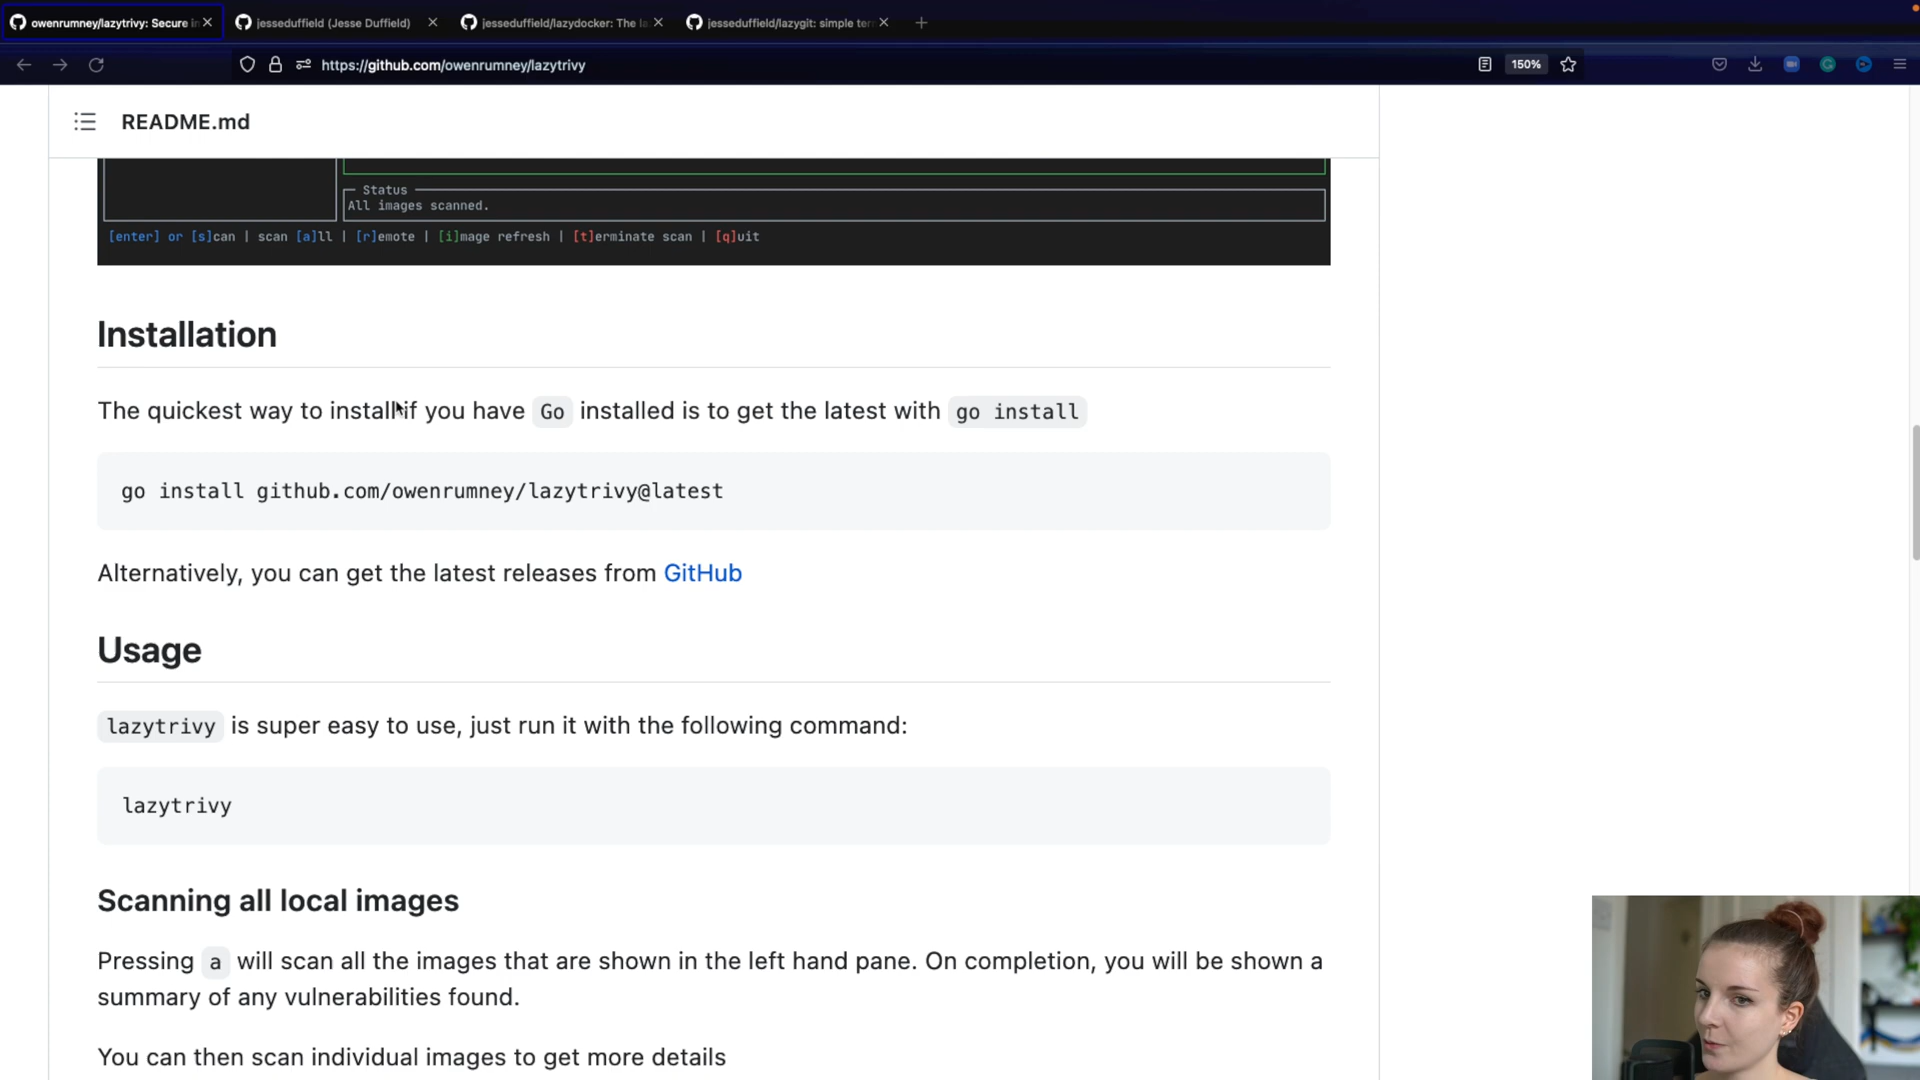 owenrumney/lazytrivy: Secure in
jesseduffield (Jesse Duffield)
jesseduffield/lazydocker: The la
jesseduffield/lazygit: simple ter
https://github.com/owenrumney/lazytrivy
150%
README.md
Status
All images scanned.
[enter] or [s]can | scan [a]ll | [r]emote | [i]mage refresh | [t]erminate scan | [q]uit
Installation
The quickest way to install if you have Go installed is to get the latest with go install
go install github.com/owenrumney/lazytrivy@latest
Alternatively, you can get the latest releases from GitHub
Usage
lazytrivy is super easy to use, just run it with the following command:
lazytrivy
Scanning all local images
Pressing a will scan all the images that are shown in the left hand pane. On completion, you will be shown a
summary of any vulnerabilities found.
You can then scan individual images to get more details